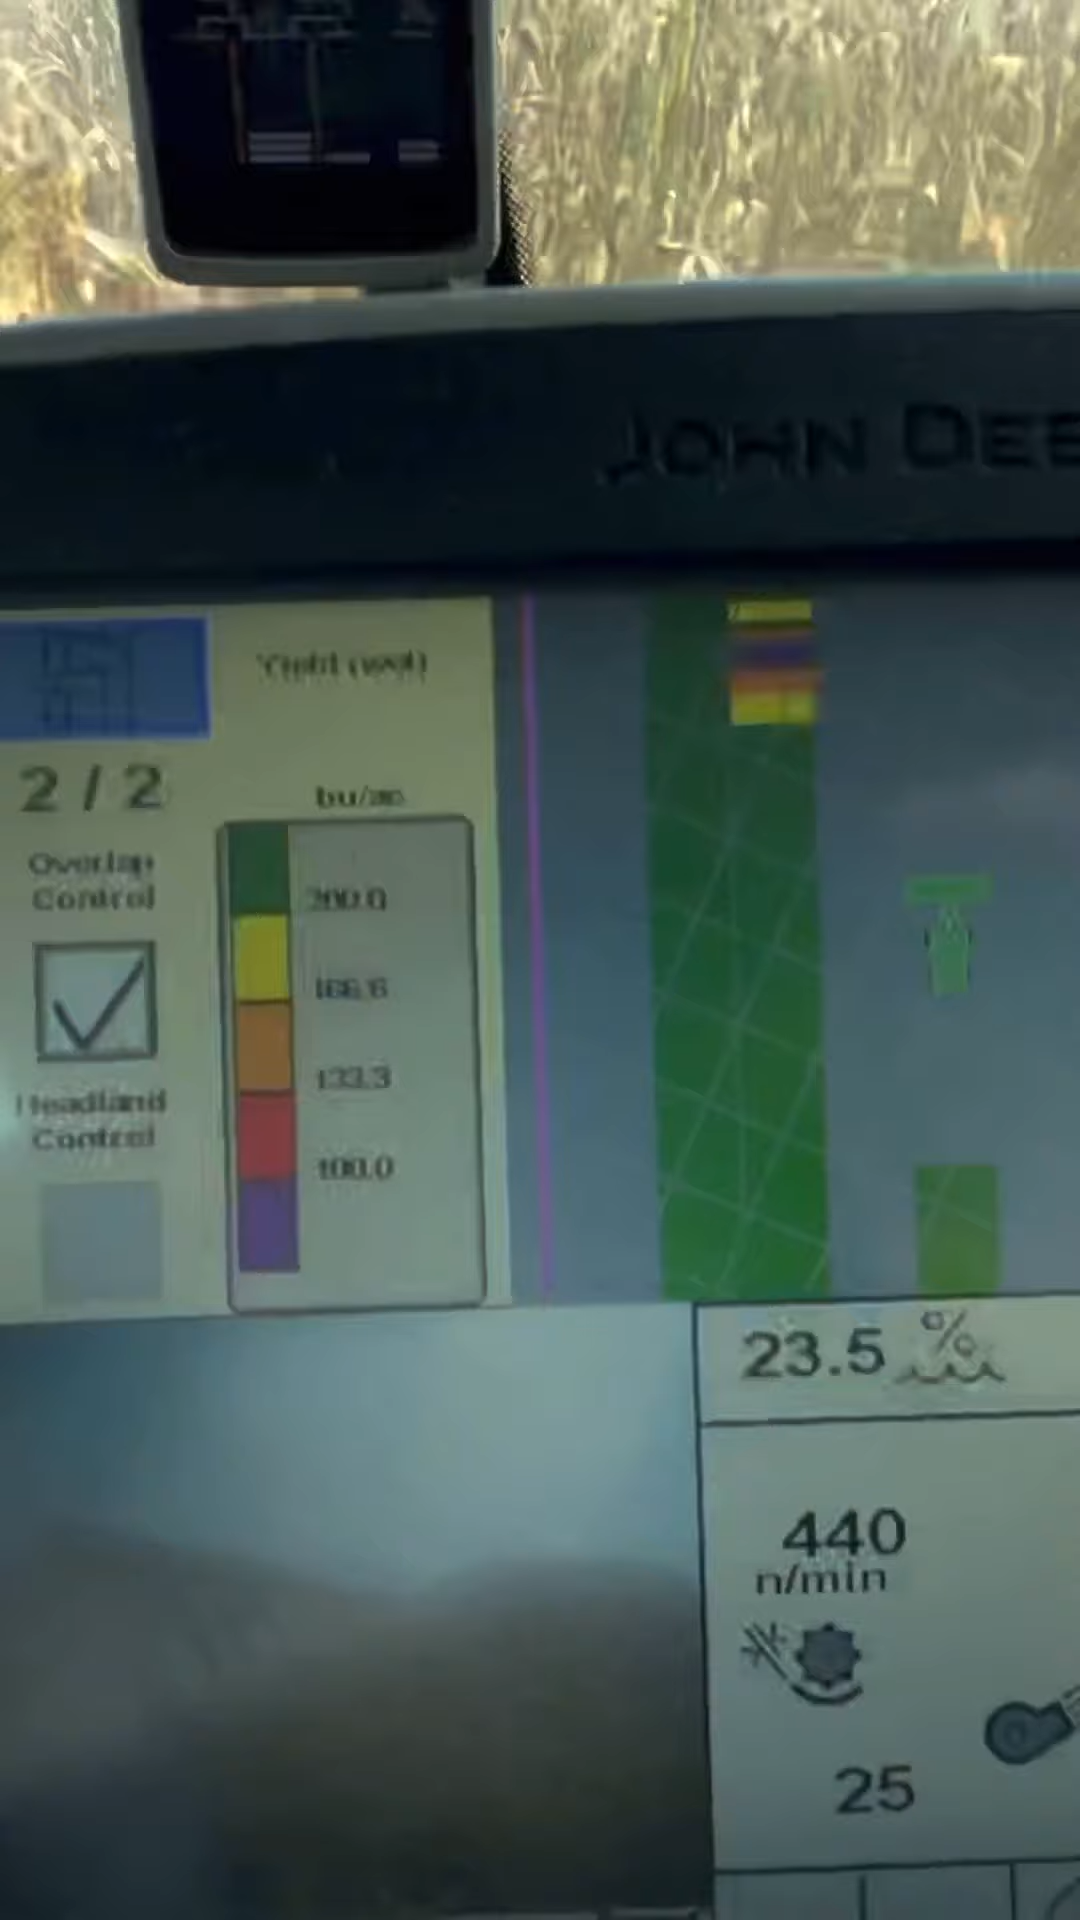 JOHN DEE
Yield (wet)
2 / 2
bu/ac
Overlap
Control
200.0
166.6
133.3
Headland
Control
100.0
23.5 %
440
n/min
25